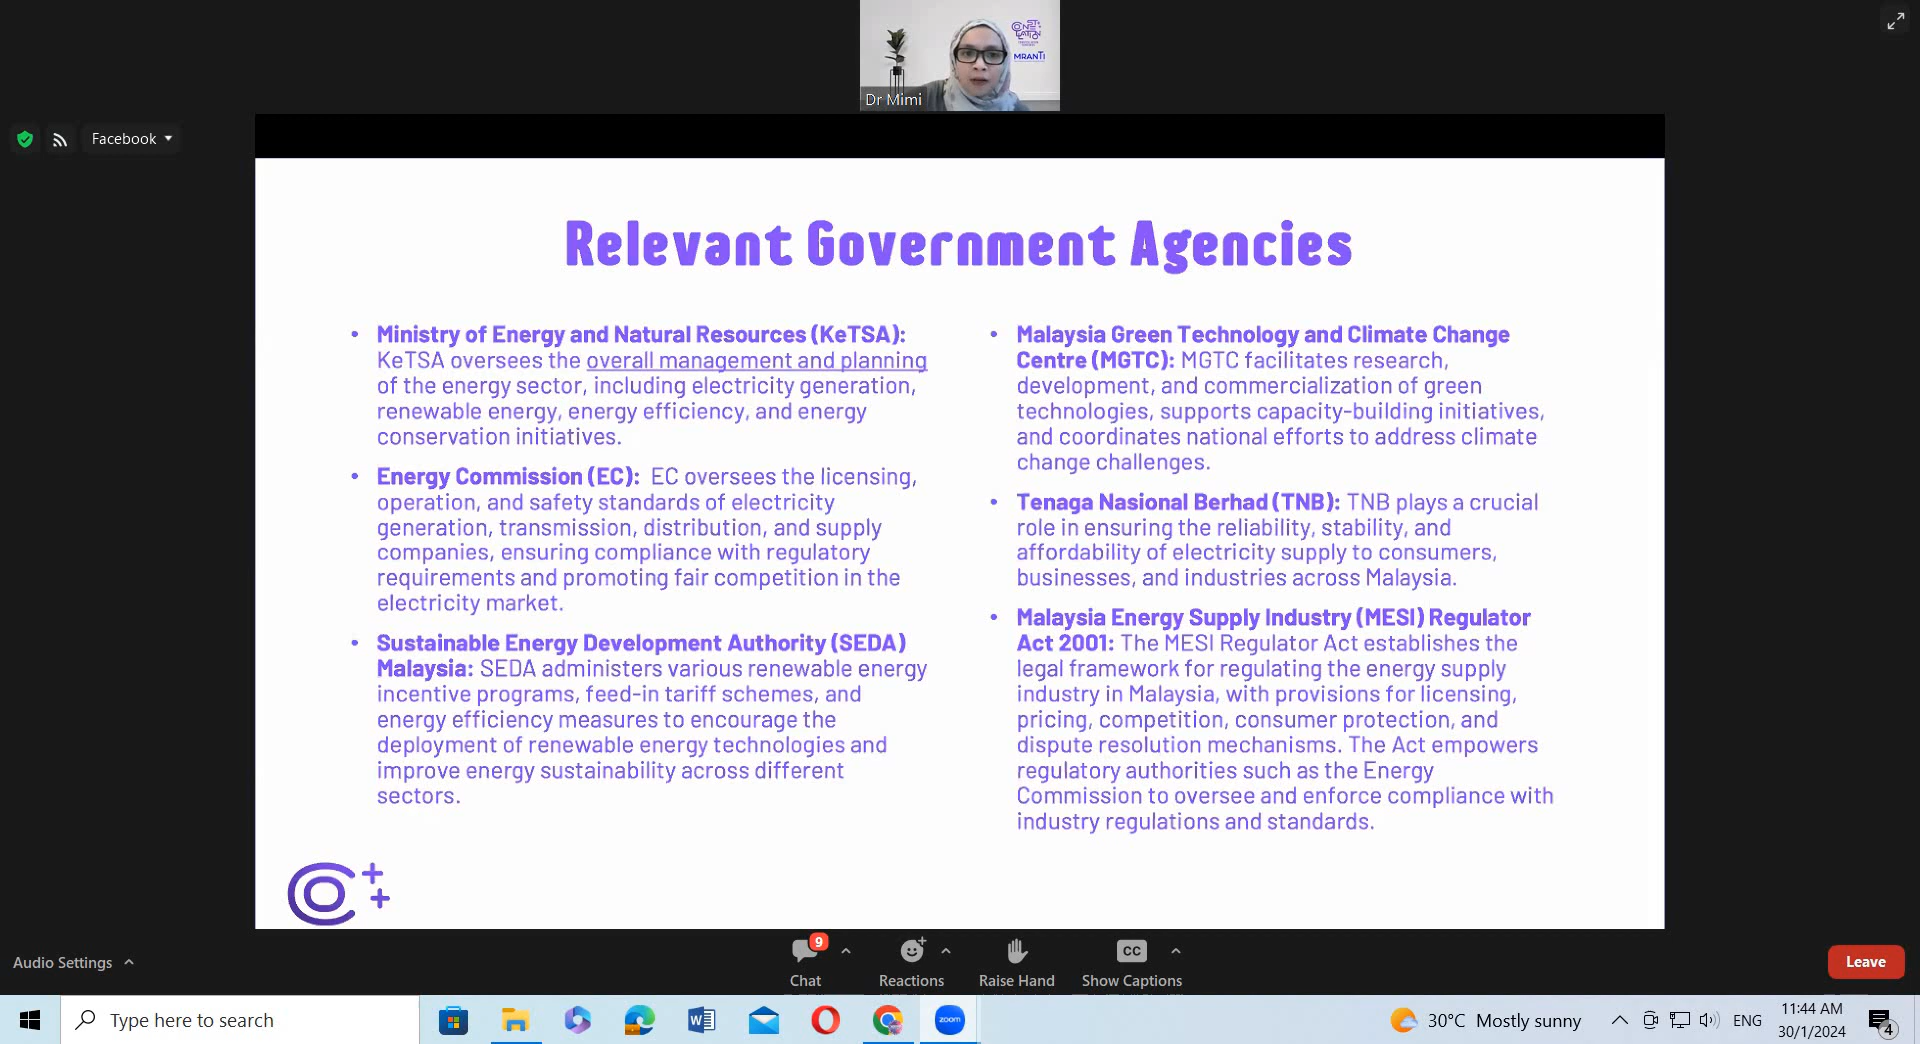 MRANTI
Dr Mimi
Facebook
Relevant Government Agencies
• Ministry of Energy and Natural Resources (KeTSA):
KeTSA oversees the overall management and planning
of the energy sector, including electricity generation,
renewable energy, energy efficiency, and energy
conservation initiatives.
• Energy Commission (EC): EC oversees the licensing,
operation, and safety standards of electricity
generation, transmission, distribution, and supply
companies, ensuring compliance with regulatory
requirements and promoting fair competition in the
electricity market.
• Sustainable Energy Development Authority (SEDA)
Malaysia: SEDA administers various renewable energy
incentive programs, feed-in tariff schemes, and
energy efficiency measures to encourage the
deployment of renewable energy technologies and
improve energy sustainability across different
sectors.
• Malaysia Green Technology and Climate Change
Centre (MGTC): MGTC facilitates research,
development, and commercialization of green
technologies, supports capacity-building initiatives,
and coordinates national efforts to address climate
change challenges.
• Tenaga Nasional Berhad (TNB): TNB plays a crucial
role in ensuring the reliability, stability, and
affordability of electricity supply to consumers,
businesses, and industries across Malaysia.
• Malaysia Energy Supply Industry (MESI) Regulator
Act 2001: The MESI Regulator Act establishes the
legal framework for regulating the energy supply
industry in Malaysia, with provisions for licensing,
pricing, competition, consumer protection, and
dispute resolution mechanisms. The Act empowers
regulatory authorities such as the Energy
Commission to oversee and enforce compliance with
industry regulations and standards.
Audio Settings
9
Chat
Reactions
Raise Hand
CC
Show Captions
Leave
Type here to search
W
zoom
30°C Mostly sunny
ENG
11:44 AM
30/1/2024
4